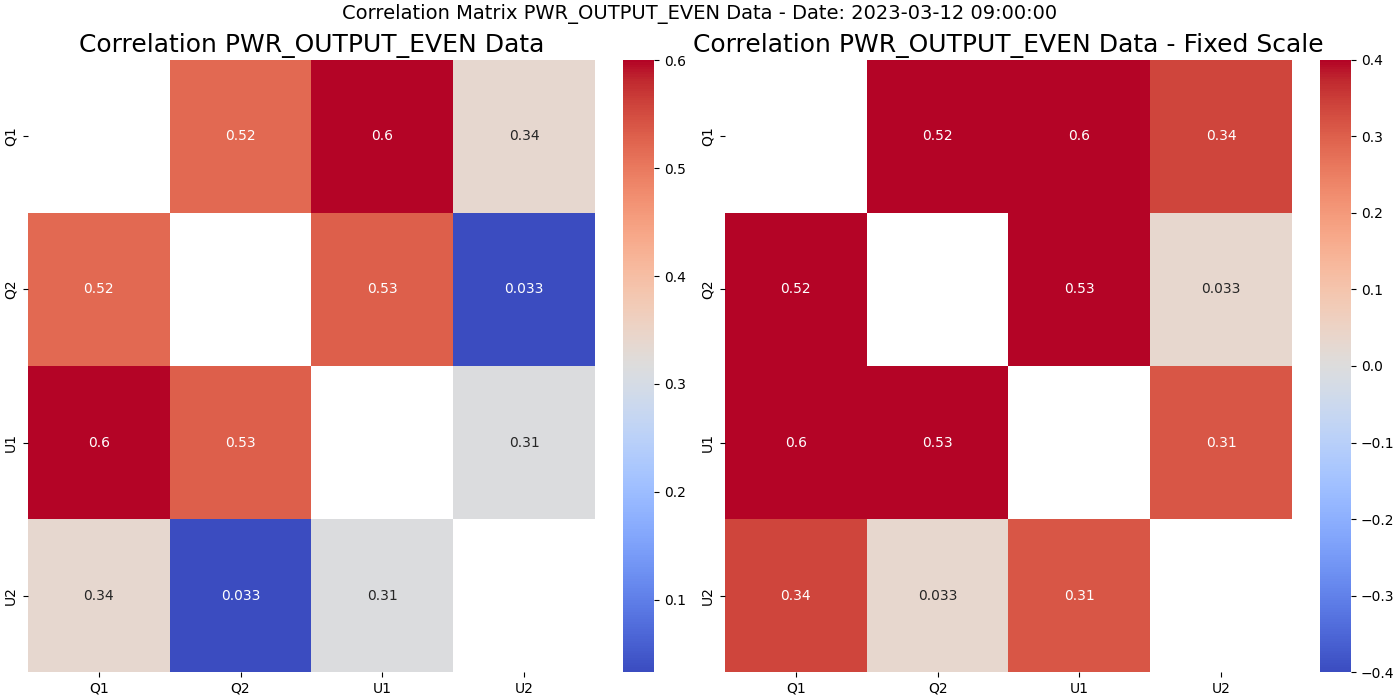 Correlation Matrix PWR_OUTPUT_EVEN Data - Date: 2023-03-12 09:00:00
Correlation PWR_OUTPUT_EVEN Data
Q1
0.52
0.6
0.34
Q2
0.52
0.53
0.033
U1
0.6
0.53
0.31
U2
0.34
0.033
0.31
Q1
Q2
U1
U2
0.6
0.5
0.4
0.3
0.2
0.1
Correlation PWR_OUTPUT_EVEN Data - Fixed Scale
Q1
0.52
0.6
0.34
Q2
0.52
0.53
0.033
U1
0.6
0.53
0.31
U2
0.34
0.033
0.31
Q1
Q2
U1
U2
0.4
0.3
0.2
0.1
0.0
−0.1
−0.2
−0.3
−0.4